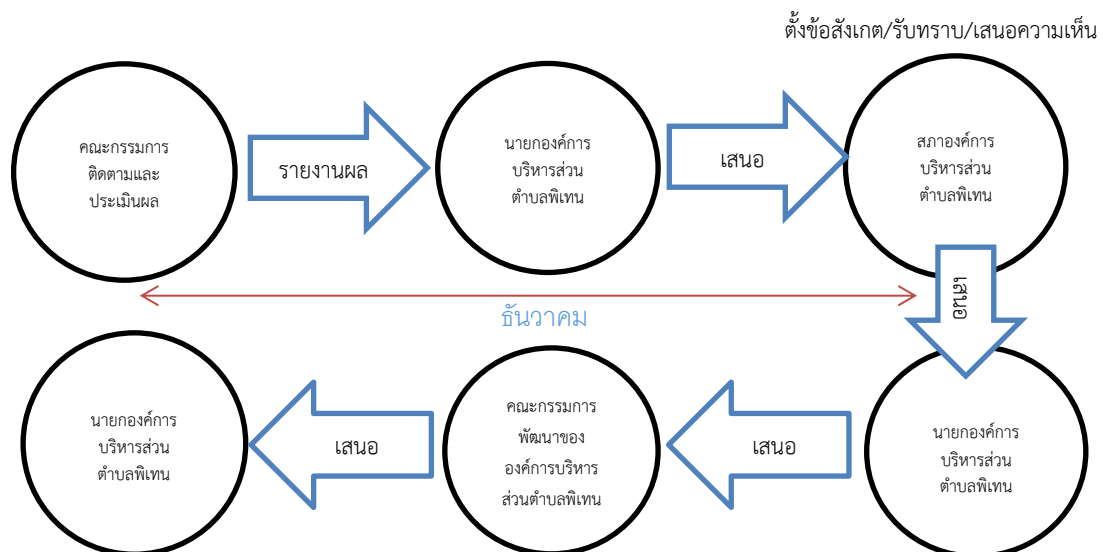 ตั้งข้อสังเกต/รับทราบ/เสนอความเห็น
คณะกรรมการ
ติดตามและ
ประเมินผล
รายงานผล
นายกองค์การ
บริหารส่วน
ตำบลพิเทน
เสนอ
สภาองค์การ
บริหารส่วน
ตำบลพิเทน
เสนอ
ธันวาคม
นายกองค์การ
บริหารส่วน
ตำบลพิเทน
เสนอ
คณะกรรมการ
พัฒนาของ
องค์การบริหาร
ส่วนตำบลพิเทน
เสนอ
นายกองค์การ
บริหารส่วน
ตำบลพิเทน